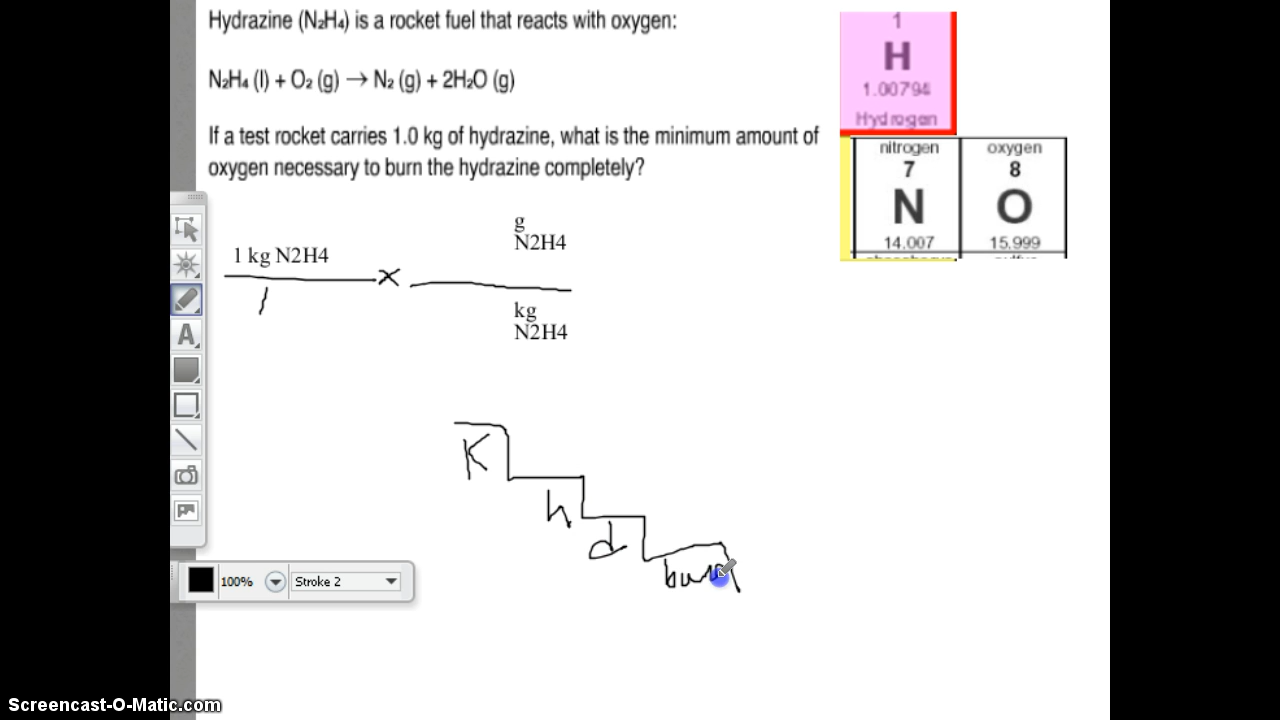 Hydrazine (N₂H₄) is a rocket fuel that reacts with oxygen:
N₂H₄ (l) + O₂ (g) → N₂ (g) + 2H₂O (g)
If a test rocket carries 1.0 kg of hydrazine, what is the minimum amount of
oxygen necessary to burn the hydrazine completely?
1
H
1.00794
Hydrogen
nitrogen
7
N
14.007
oxygen
8
O
15.999
1 kg N2H4
1
x
g
N2H4
kg
N2H4
K
h
d
A
100%
Stroke 2
Screencast-O-Matic.com